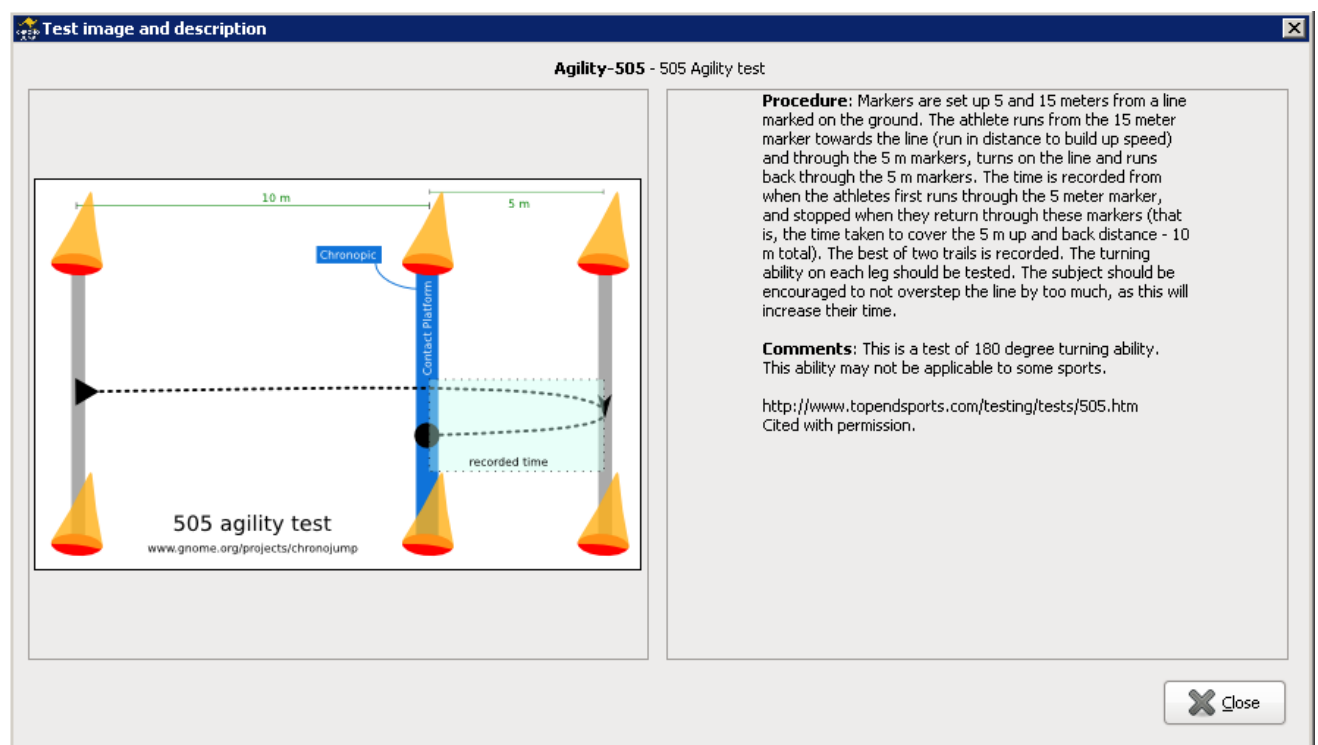 Test image and description
Agility-505 - 505 Agility test
10 m
5 m
Chronopic
Contact Platform
recorded time
505 agility test
www.gnome.org/projects/chronojump
Procedure: Markers are set up 5 and 15 meters from a line
marked on the ground. The athlete runs from the 15 meter
marker towards the line (run in distance to build up speed)
and through the 5 m markers, turns on the line and runs
back through the 5 m markers. The time is recorded from
when the athletes first runs through the 5 meter marker,
and stopped when they return through these markers (that
is, the time taken to cover the 5 m up and back distance - 10
m total). The best of two trails is recorded. The turning
ability on each leg should be tested. The subject should be
encouraged to not overstep the line by too much, as this will
increase their time.
Comments: This is a test of 180 degree turning ability.
This ability may not be applicable to some sports.
http://www.topendsports.com/testing/tests/505.htm
Cited with permission.
Close